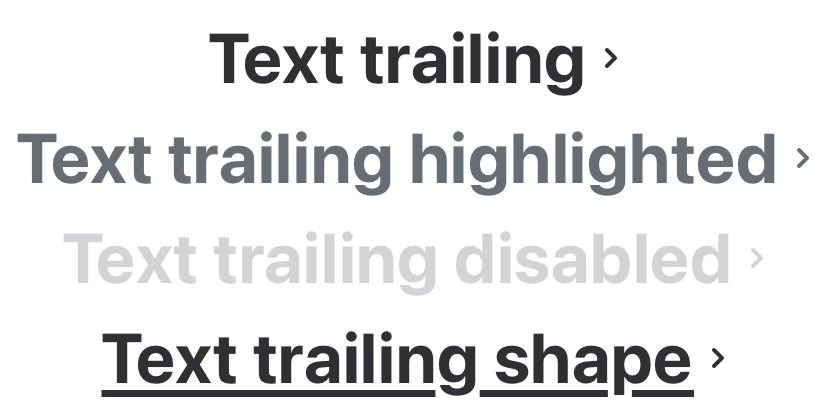 Text trailing
Text trailing highlighted
Text trailing disabled
Text trailing shape